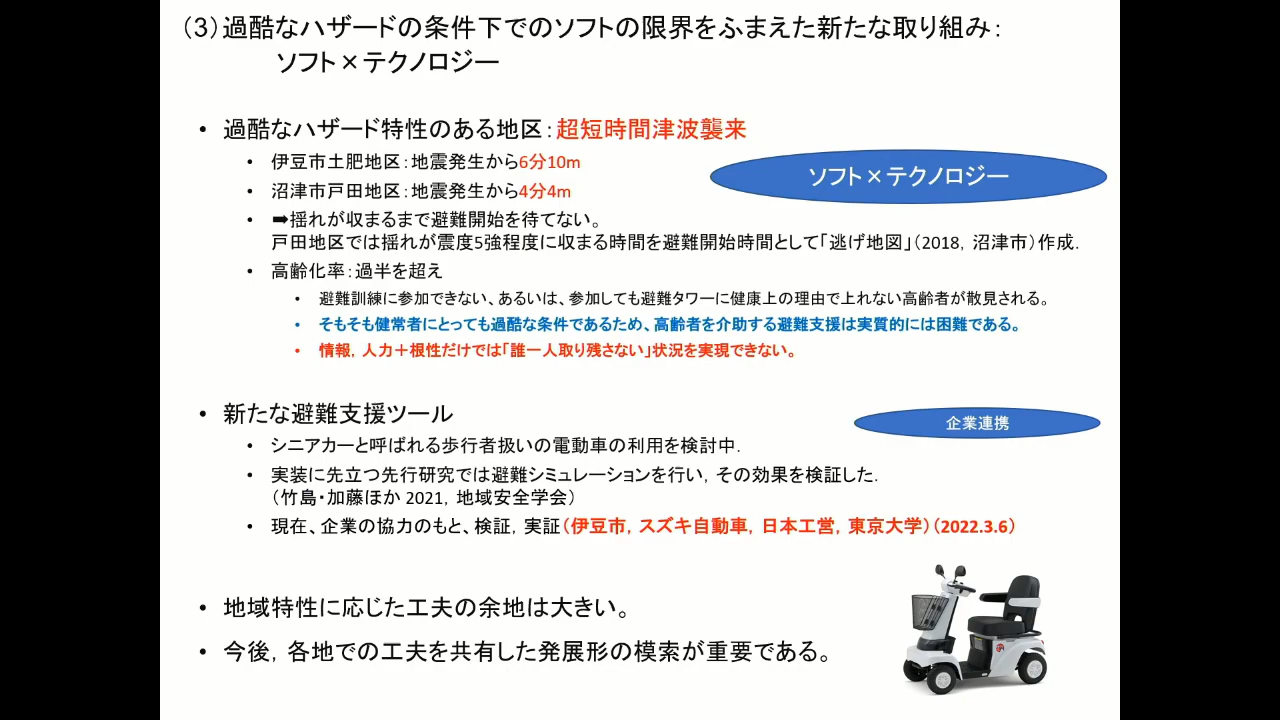 （3）過酷なハザードの条件下でのソフトの限界をふまえた新たな取り組み：
ソフト×テクノロジー
• 過酷なハザード特性のある地区：超短時間津波襲来
• 伊豆市土肥地区：地震発生から6分10m
ソフト×テクノロジー
• 沼津市戸田地区：地震発生から4分4m
• ➡揺れが収まるまで避難開始を待てない。
戸田地区では揺れが震度5強程度に収まる時間を避難開始時間として「逃げ地図」（2018，沼津市）作成．
• 高齢化率：過半を超え
• 避難訓練に参加できない、あるいは、参加しても避難タワーに健康上の理由で上れない高齢者が散見される。
• そもそも健常者にとっても過酷な条件であるため、高齢者を介助する避難支援は実質的には困難である。
• 情報，人力＋根性だけでは「誰一人取り残さない」状況を実現できない。
• 新たな避難支援ツール
企業連携
• シニアカーと呼ばれる歩行者扱いの電動車の利用を検討中．
• 実装に先立つ先行研究では避難シミュレーションを行い，その効果を検証した．
（竹島・加藤ほか 2021，地域安全学会）
• 現在、企業の協力のもと、検証，実証（伊豆市，スズキ自動車，日本工営，東京大学）（2022.3.6）
• 地域特性に応じた工夫の余地は大きい。
• 今後，各地での工夫を共有した発展形の模索が重要である。